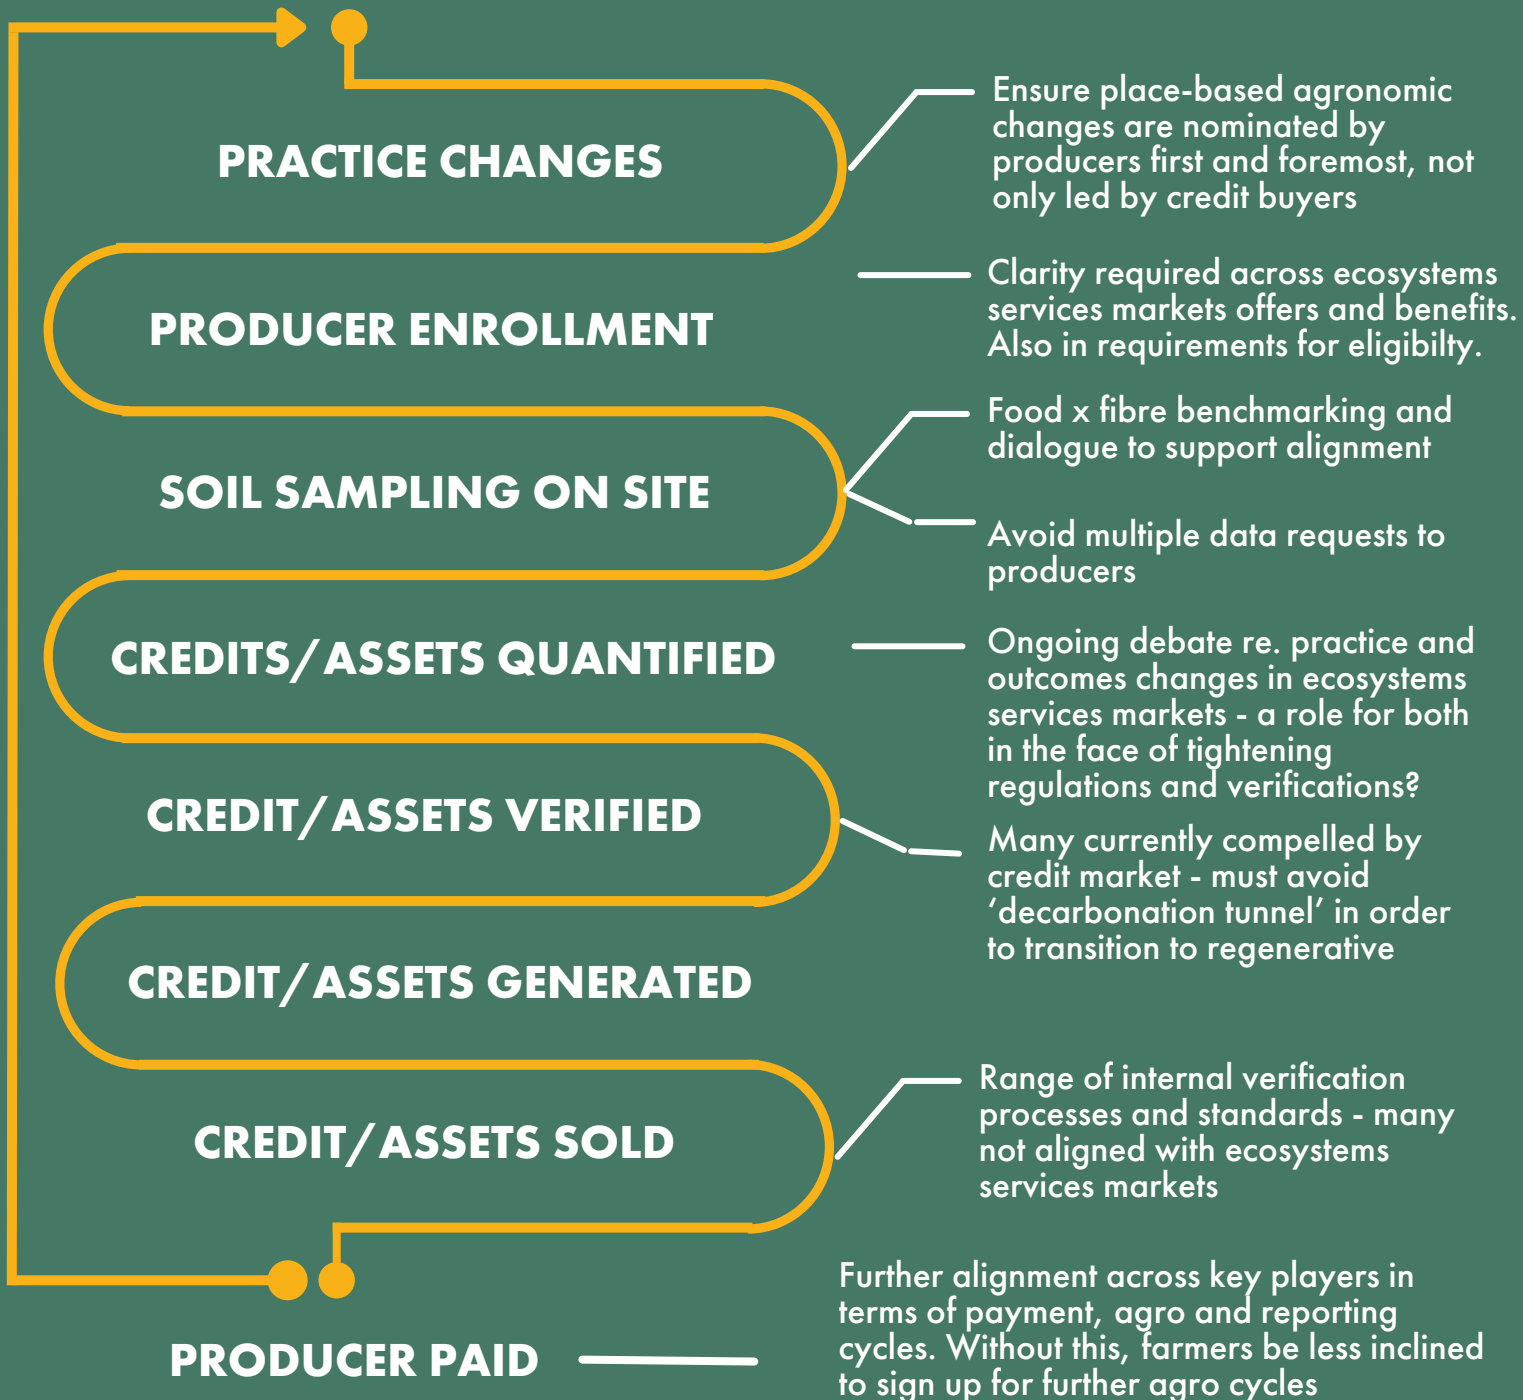 PRACTICE CHANGES
Ensure place-based agronomic
changes are nominated by
producers first and foremost, not
only led by credit buyers
PRODUCER ENROLLMENT
Clarity required across ecosystems
services markets offers and benefits.
Also in requirements for eligibilty.
SOIL SAMPLING ON SITE
Food x fibre benchmarking and
dialogue to support alignment
Avoid multiple data requests to
producers
CREDITS/ASSETS QUANTIFIED
Ongoing debate re. practice and
outcomes changes in ecosystems
services markets - a role for both
in the face of tightening
regulations and verifications?
CREDIT/ASSETS VERIFIED
Many currently compelled by
credit market - must avoid
‘decarbonation tunnel’ in order
to transition to regenerative
CREDIT/ASSETS GENERATED
CREDIT/ASSETS SOLD
Range of internal verification
processes and standards - many
not aligned with ecosystems
services markets
PRODUCER PAID
Further alignment across key players in
terms of payment, agro and reporting
cycles. Without this, farmers be less inclined
to sign up for further agro cycles